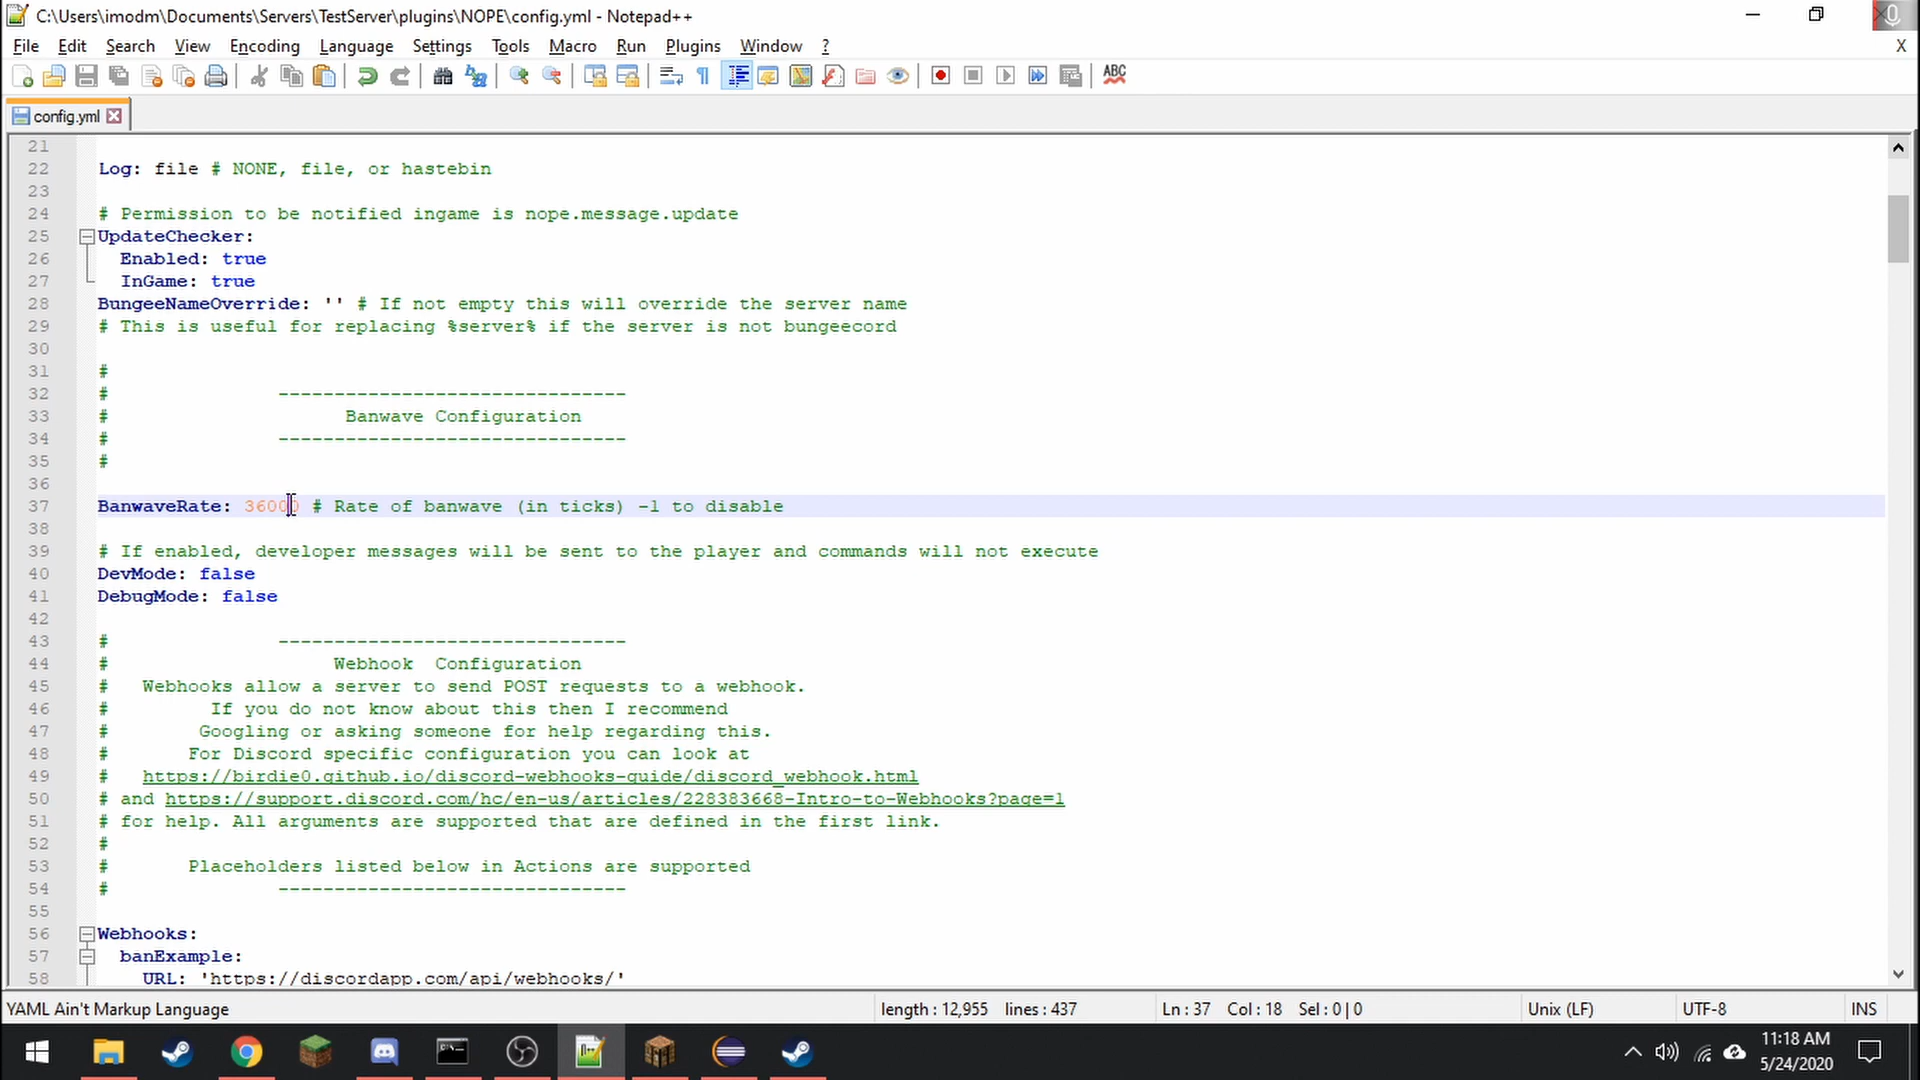 C:\Users\imodm\Documents\Servers\TestServer\plugins\NOPE\config.yml - Notepad++
File Edit Search View Encoding Language Settings Tools Macro Run Plugins Window ? X
ABC
config.yml
21
22 Log: file # NONE, file, or hastebin
23
24 # Permission to be notified ingame is nope.message.update
25 UpdateChecker:
26 Enabled: true
27 InGame: true
28 BungeeNameOverride: '' # If not empty this will override the server name
29 # This is useful for replacing %server% if the server is not bungeecord
30
31 #
32 # -------------------------------
33 # Banwave Configuration
34 # -------------------------------
35 #
36
37 BanwaveRate: 36000 # Rate of banwave (in ticks) -1 to disable
38
39 # If enabled, developer messages will be sent to the player and commands will not execute
40 DevMode: false
41 DebugMode: false
42
43 # -------------------------------
44 # Webhook  Configuration
45 # Webhooks allow a server to send POST requests to a webhook.
46 # If you do not know about this then I recommend
47 # Googling or asking someone for help regarding this.
48 # For Discord specific configuration you can look at
49 # https://birdie0.github.io/discord-webhooks-guide/discord_webhook.html
50 # and https://support.discord.com/hc/en-us/articles/228383668-Intro-to-Webhooks?page=1
51 # for help. All arguments are supported that are defined in the first link.
52 #
53 # Placeholders listed below in Actions are supported
54 # -------------------------------
55
56 Webhooks:
57 banExample:
58 URL: 'https://discordapp.com/api/webhooks/'
YAML Ain't Markup Language length : 12,955 lines : 437 Ln : 37 Col : 18 Sel : 0 | 0 Unix (LF) UTF-8 INS
11:18 AM
5/24/2020